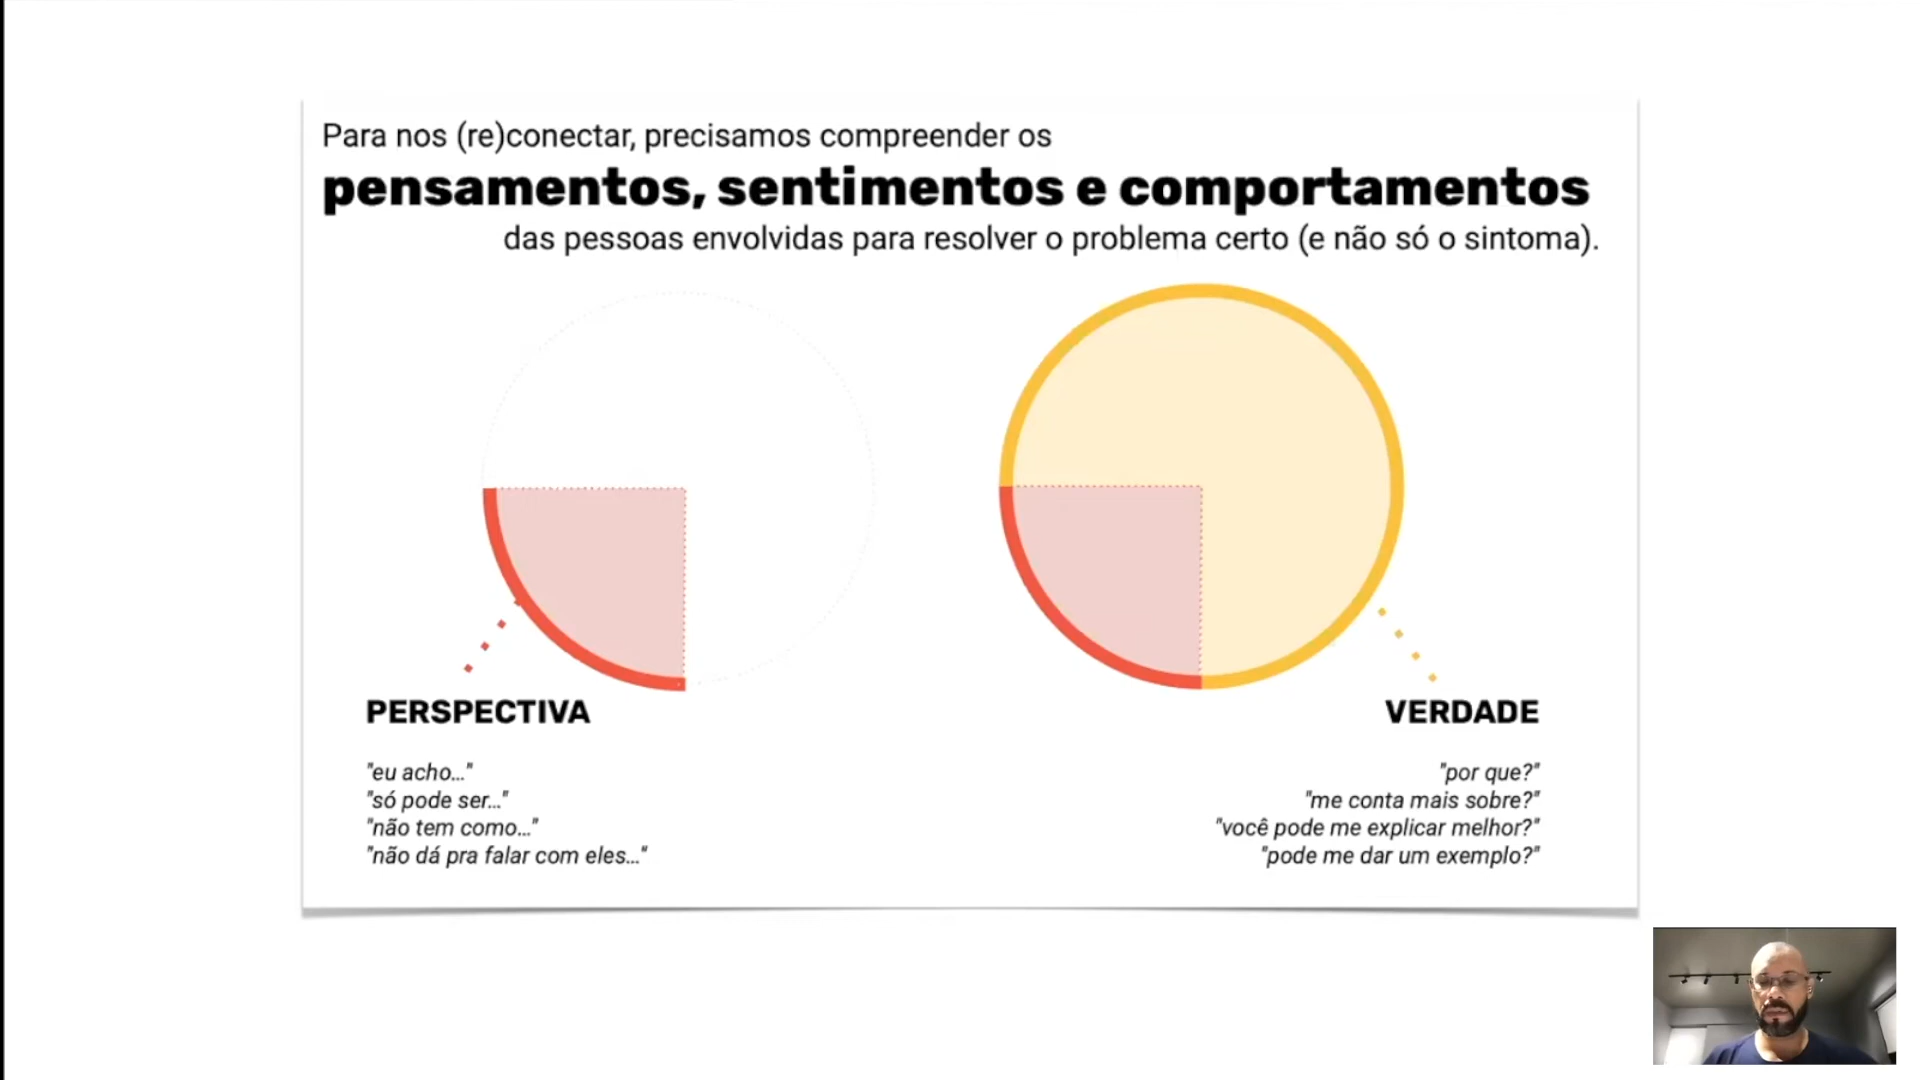 Para nos (re)conectar, precisamos compreender os
pensamentos, sentimentos e comportamentos
das pessoas envolvidas para resolver o problema certo (e não só o sintoma).
PERSPECTIVA
"eu acho..."
"só pode ser..."
"não tem como..."
"não dá pra falar com eles..."
VERDADE
"por que?"
"me conta mais sobre?"
"você pode me explicar melhor?"
"pode me dar um exemplo?"